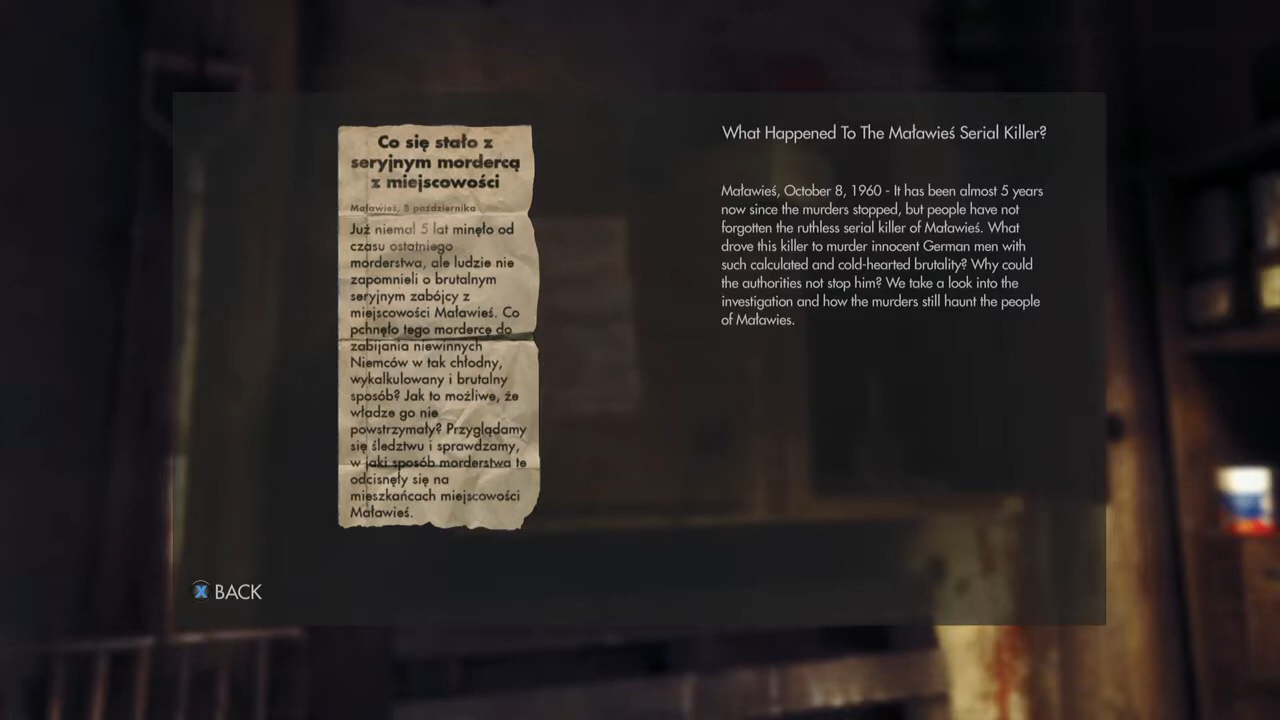 Co się stało z
seryjnym mordercą
z miejscowości
Maławieś, 8 października
Już niemal 5 lat minęło od
czasu ostatniego
morderstwa, ale ludzie nie
zapomnieli o brutalnym
seryjnym zabójcy z
miejscowości Maławieś. Co
pchnęło tego mordercę do
zabijania niewinnych
Niemców w tak chłodny,
wykalkulowany i brutalny
sposób? Jak to możliwe, że
władze go nie
powstrzymały? Przyglądamy
się śledztwu i sprawdzamy,
w jaki sposób morderstwa te
odcisnęły się na
mieszkańcach miejscowości
Maławieś.
What Happened To The Maławieś Serial Killer?
Maławieś, October 8, 1960 - It has been almost 5 years
now since the murders stopped, but people have not
forgotten the ruthless serial killer of Maławieś. What
drove this killer to murder innocent German men with
such calculated and cold-hearted brutality? Why could
the authorities not stop him? We take a look into the
investigation and how the murders still haunt the people
of Maławies.
X BACK